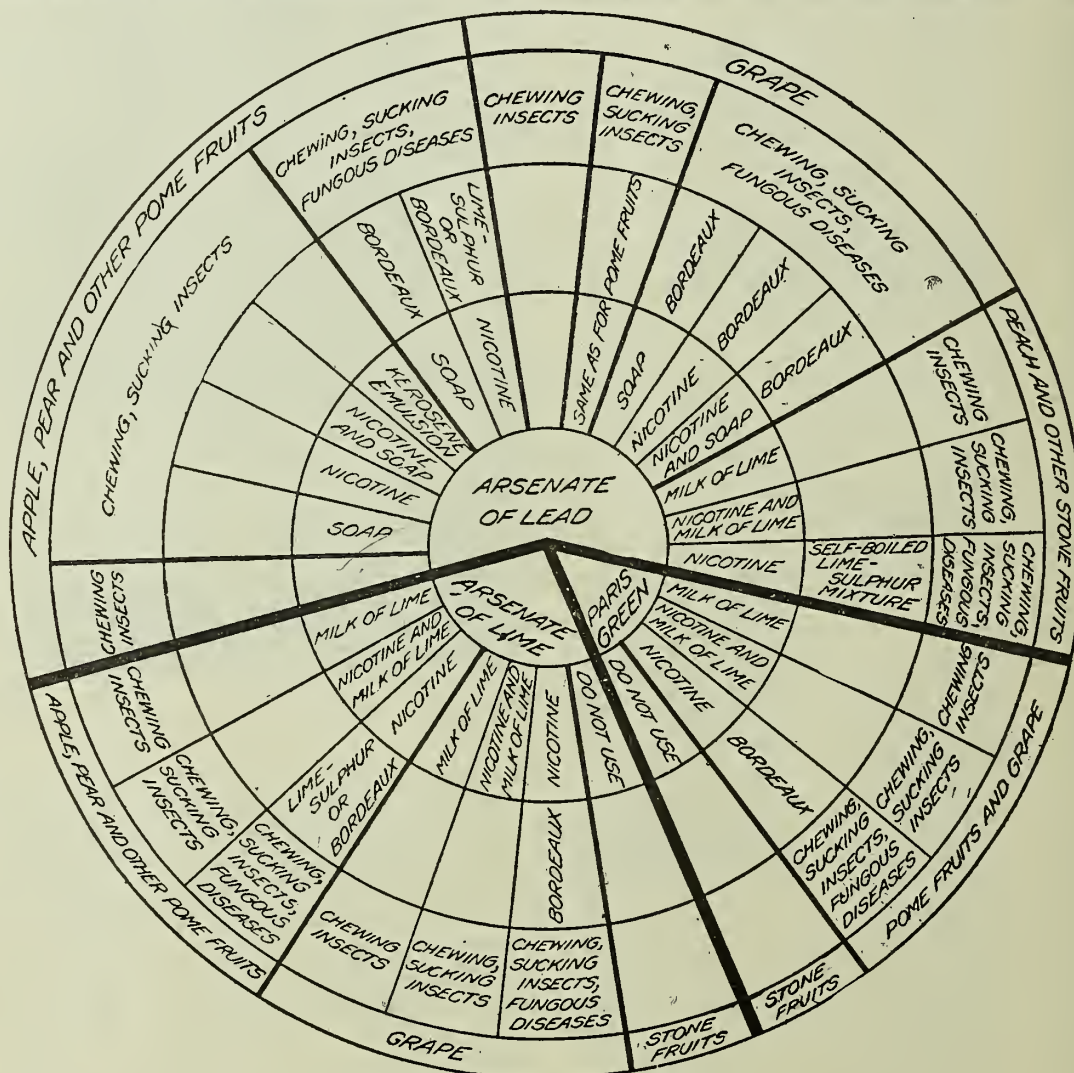 APPLE, PEAR AND OTHER POME FRUITS
CHEWING, SUCKING
INSECTS,
FUNGOUS DISEASES
BORDEAUX
SOAP
LIME-
SULPHUR
OR
BORDEAUX
NICOTINE
CHEWING, SUCKING INSECTS
KEROSENE
EMULSION
NICOTINE
AND SOAP
NICOTINE
SOAP
CHEWING
INSECTS
GRAPE
CHEWING
INSECTS
CHEWING,
SUCKING
INSECTS
SAME AS FOR POME FRUITS
CHEWING, SUCKING
INSECTS,
FUNGOUS DISEASES
BORDEAUX
SOAP
BORDEAUX
NICOTINE
BORDEAUX
NICOTINE
AND SOAP
PEACH AND OTHER STONE FRUITS
CHEWING
INSECTS
MILK OF LIME
CHEWING,
SUCKING
INSECTS
NICOTINE AND
MILK OF LIME
CHEWING,
SUCKING
INSECTS,
FUNGOUS
DISEASES
SELF-BOILED
LIME-
SULPHUR
MIXTURE
NICOTINE
ARSENATE
OF LEAD
PARIS
GREEN
POME FRUITS AND GRAPE
CHEWING
INSECTS
MILK OF LIME
CHEWING,
SUCKING
INSECTS
NICOTINE AND
MILK OF LIME
CHEWING,
SUCKING
INSECTS,
FUNGOUS
DISEASES
BORDEAUX
NICOTINE
STONE
FRUITS
DO NOT USE
ARSENATE
OF LIME
STONE
FRUITS
DO NOT USE
GRAPE
CHEWING,
SUCKING
INSECTS,
FUNGOUS
DISEASES
BORDEAUX
NICOTINE
CHEWING,
SUCKING
INSECTS
NICOTINE AND
MILK OF LIME
CHEWING
INSECTS
MILK OF LIME
APPLE, PEAR AND OTHER POME FRUITS
CHEWING,
SUCKING
INSECTS,
FUNGOUS
DISEASES
LIME-
SULPHUR
OR
BORDEAUX
NICOTINE
CHEWING,
SUCKING
INSECTS
NICOTINE AND
MILK OF LIME
CHEWING
INSECTS
MILK OF LIME